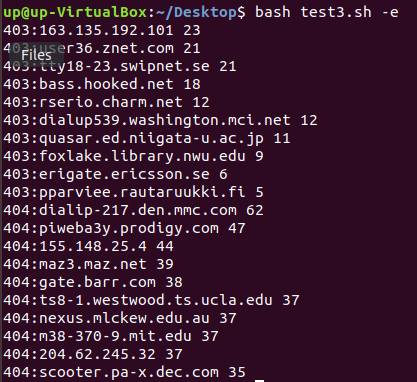 up@up-VirtualBox:~/Desktop$ bash test3.sh -e
403:163.135.192.101 23
403:user36.znet.com 21
Files
403:tty18-23.swipnet.se 21
403:bass.hooked.net 18
403:rserio.charm.net 12
403:dialup539.washington.mci.net 12
403:quasar.ed.niigata-u.ac.jp 11
403:foxlake.library.nwu.edu 9
403:erigate.ericsson.se 6
403:pparviee.rautaruukki.fi 5
404:dialip-217.den.mmc.com 62
404:piweba3y.prodigy.com 47
404:155.148.25.4 44
404:maz3.maz.net 39
404:gate.barr.com 38
404:ts8-1.westwood.ts.ucla.edu 37
404:nexus.mlckew.edu.au 37
404:m38-370-9.mit.edu 37
404:204.62.245.32 37
404:scooter.pa-x.dec.com 35